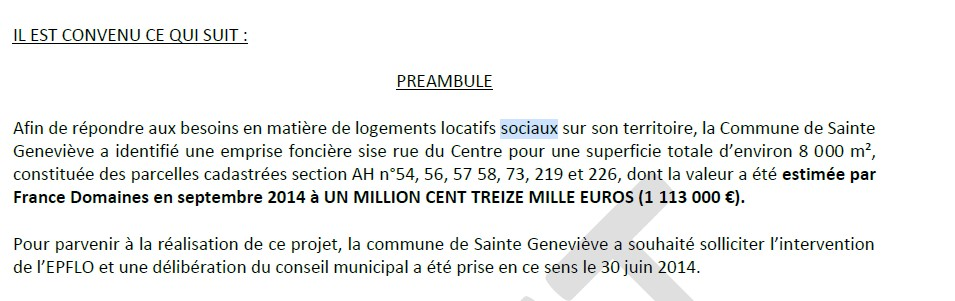 IL EST CONVENU CE QUI SUIT :
PREAMBULE
Afin de répondre aux besoins en matière de logements locatifs sociaux sur son territoire, la Commune de Sainte
Geneviève a identifié une emprise foncière sise rue du Centre pour une superficie totale d’environ 8 000 m²,
constituée des parcelles cadastrées section AH n°54, 56, 57 58, 73, 219 et 226, dont la valeur a été estimée par
France Domaines en septembre 2014 à UN MILLION CENT TREIZE MILLE EUROS (1 113 000 €).
Pour parvenir à la réalisation de ce projet, la commune de Sainte Geneviève a souhaité solliciter l’intervention
de l’EPFLO et une délibération du conseil municipal a été prise en ce sens le 30 juin 2014.